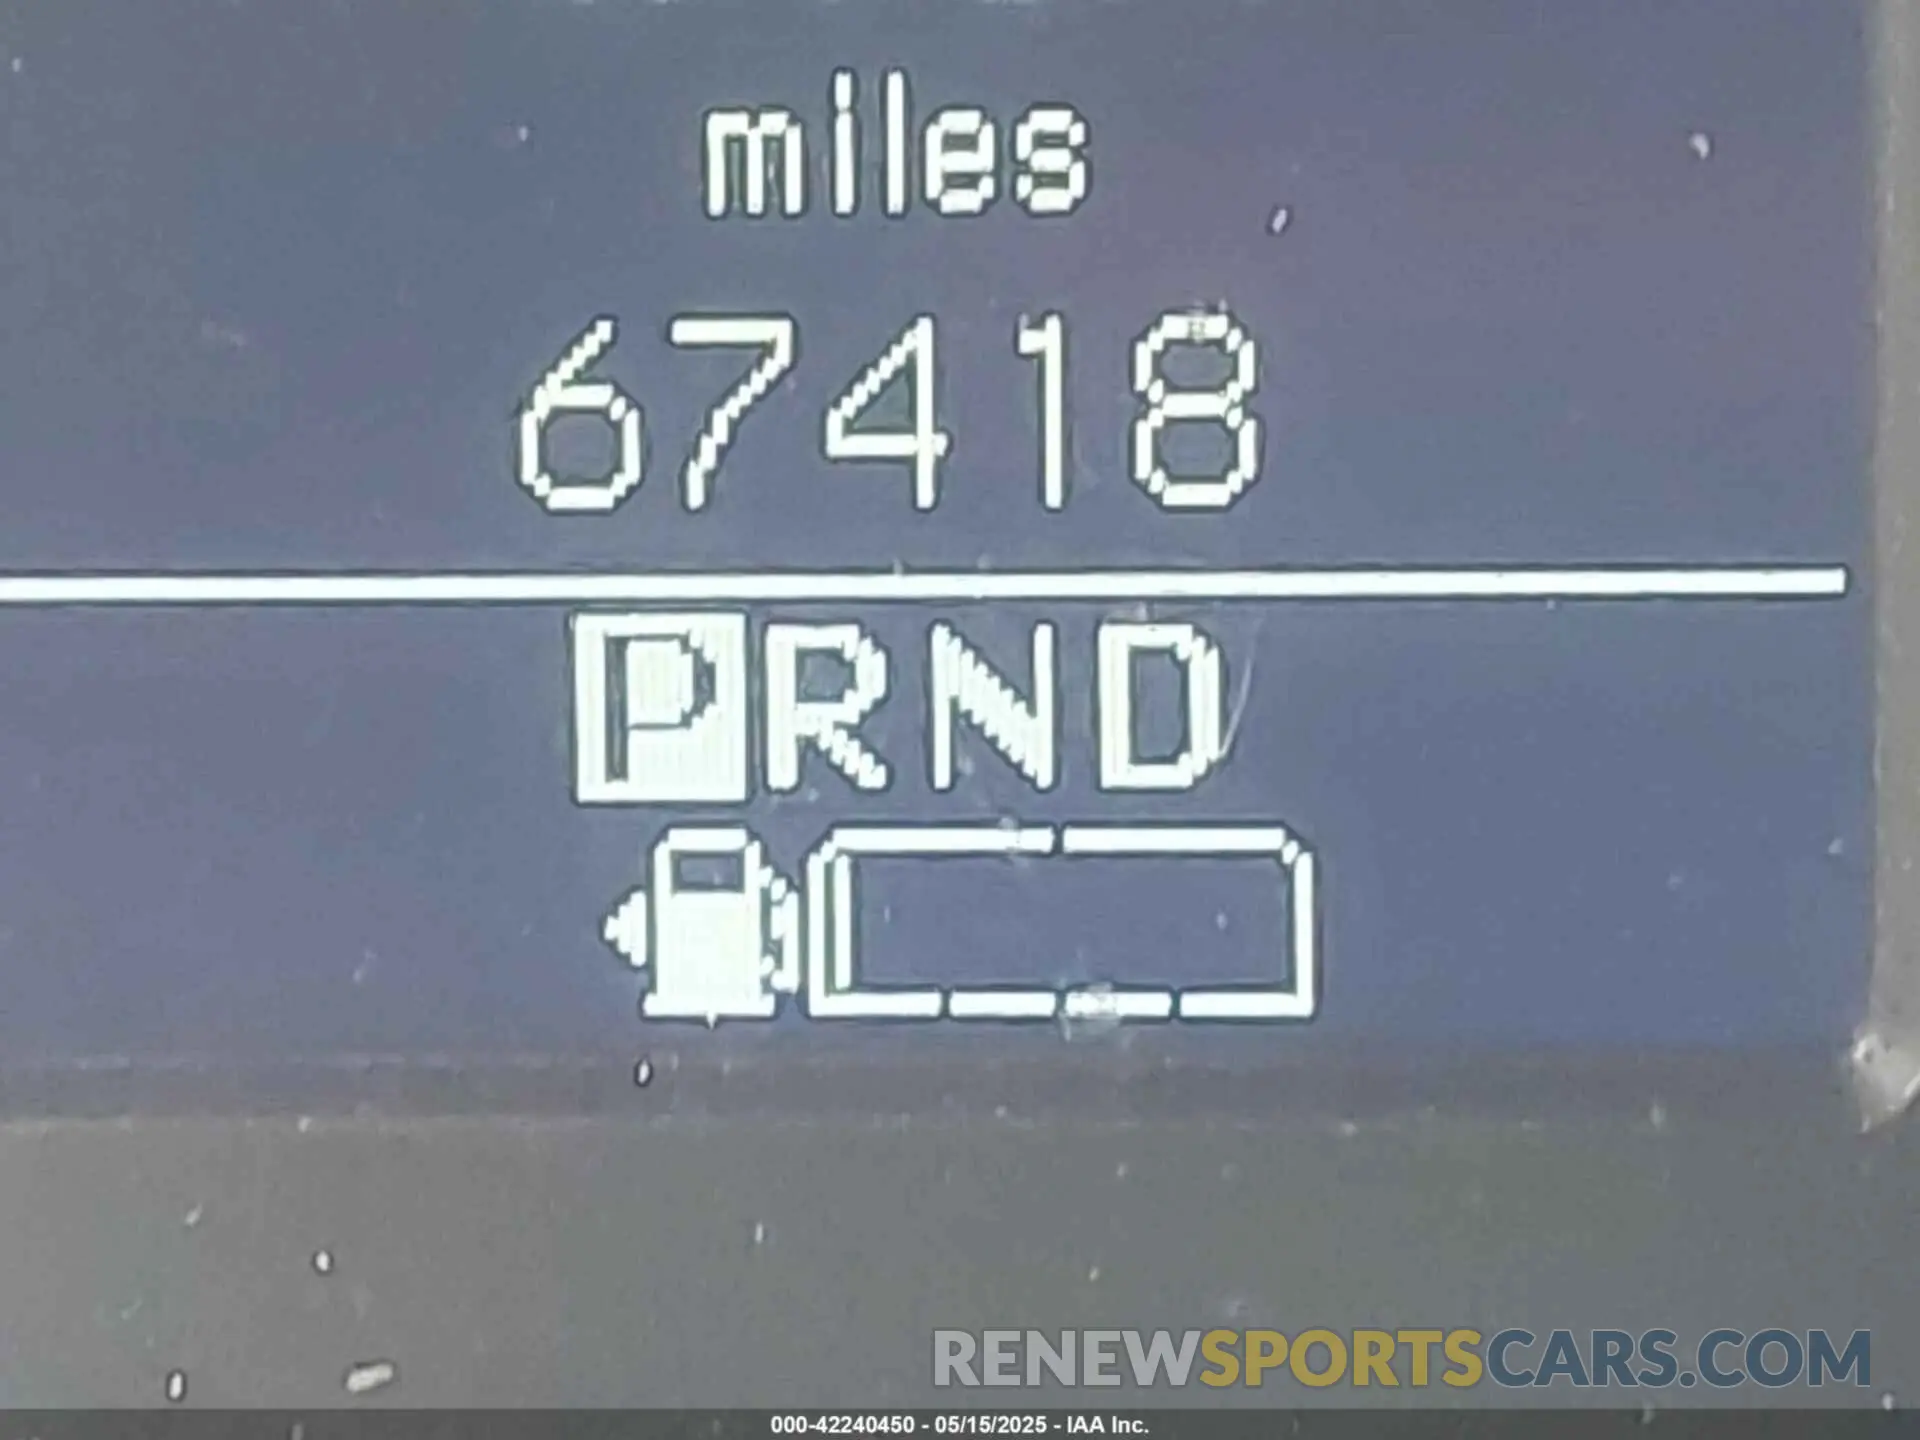 miles
67418
PRND
RENEWSPORTSCARS.COM
000-42240450 - 05/15/2025 - IAA Inc.